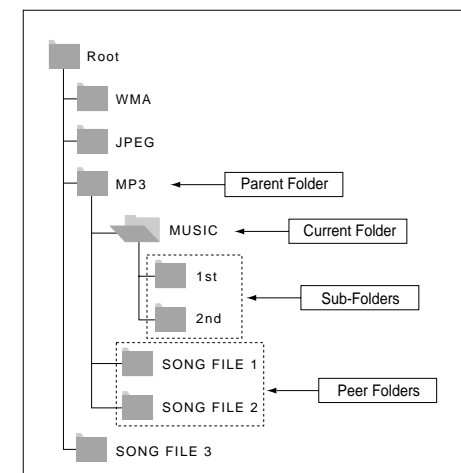 Root
WMA
JPEG
MP3
Parent Folder
MUSIC
Current Folder
1st
Sub-Folders
2nd
SONG FILE 1
Peer Folders
SONG FILE 2
SONG FILE 3